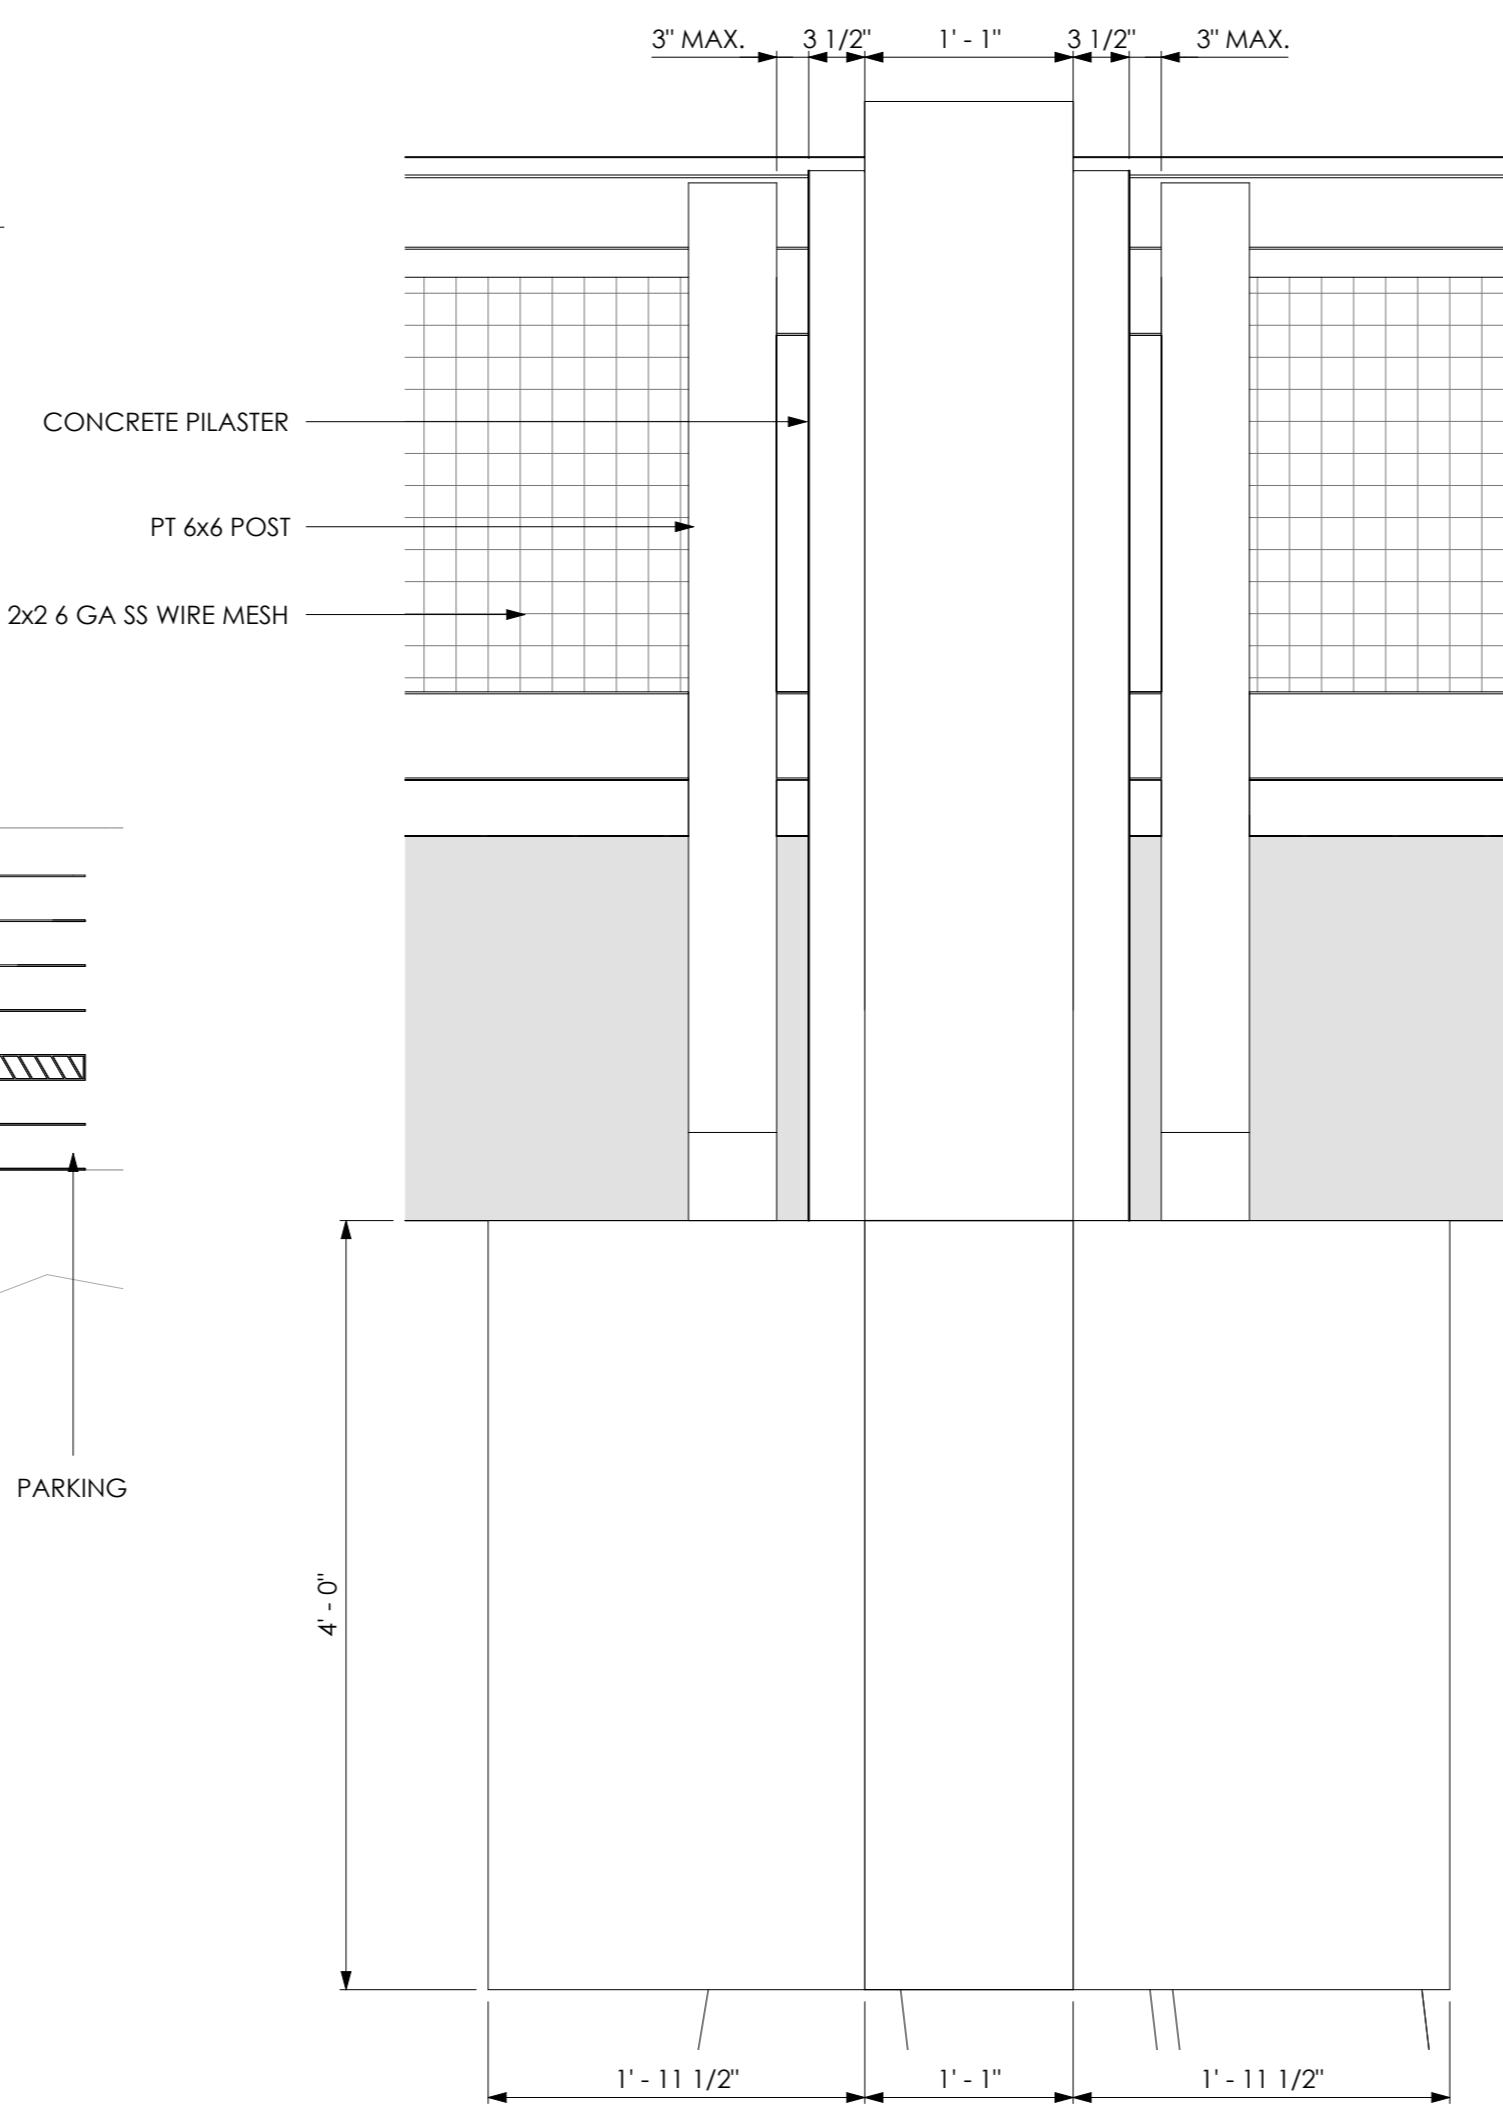 3" MAX.
3 1/2"
1' - 1"
3 1/2"
3" MAX.
CONCRETE PILASTER
PT 6x6 POST
2x2 6 GA SS WIRE MESH
PARKING
4' - 0"
1' - 11 1/2"
1' - 1"
1' - 11 1/2"